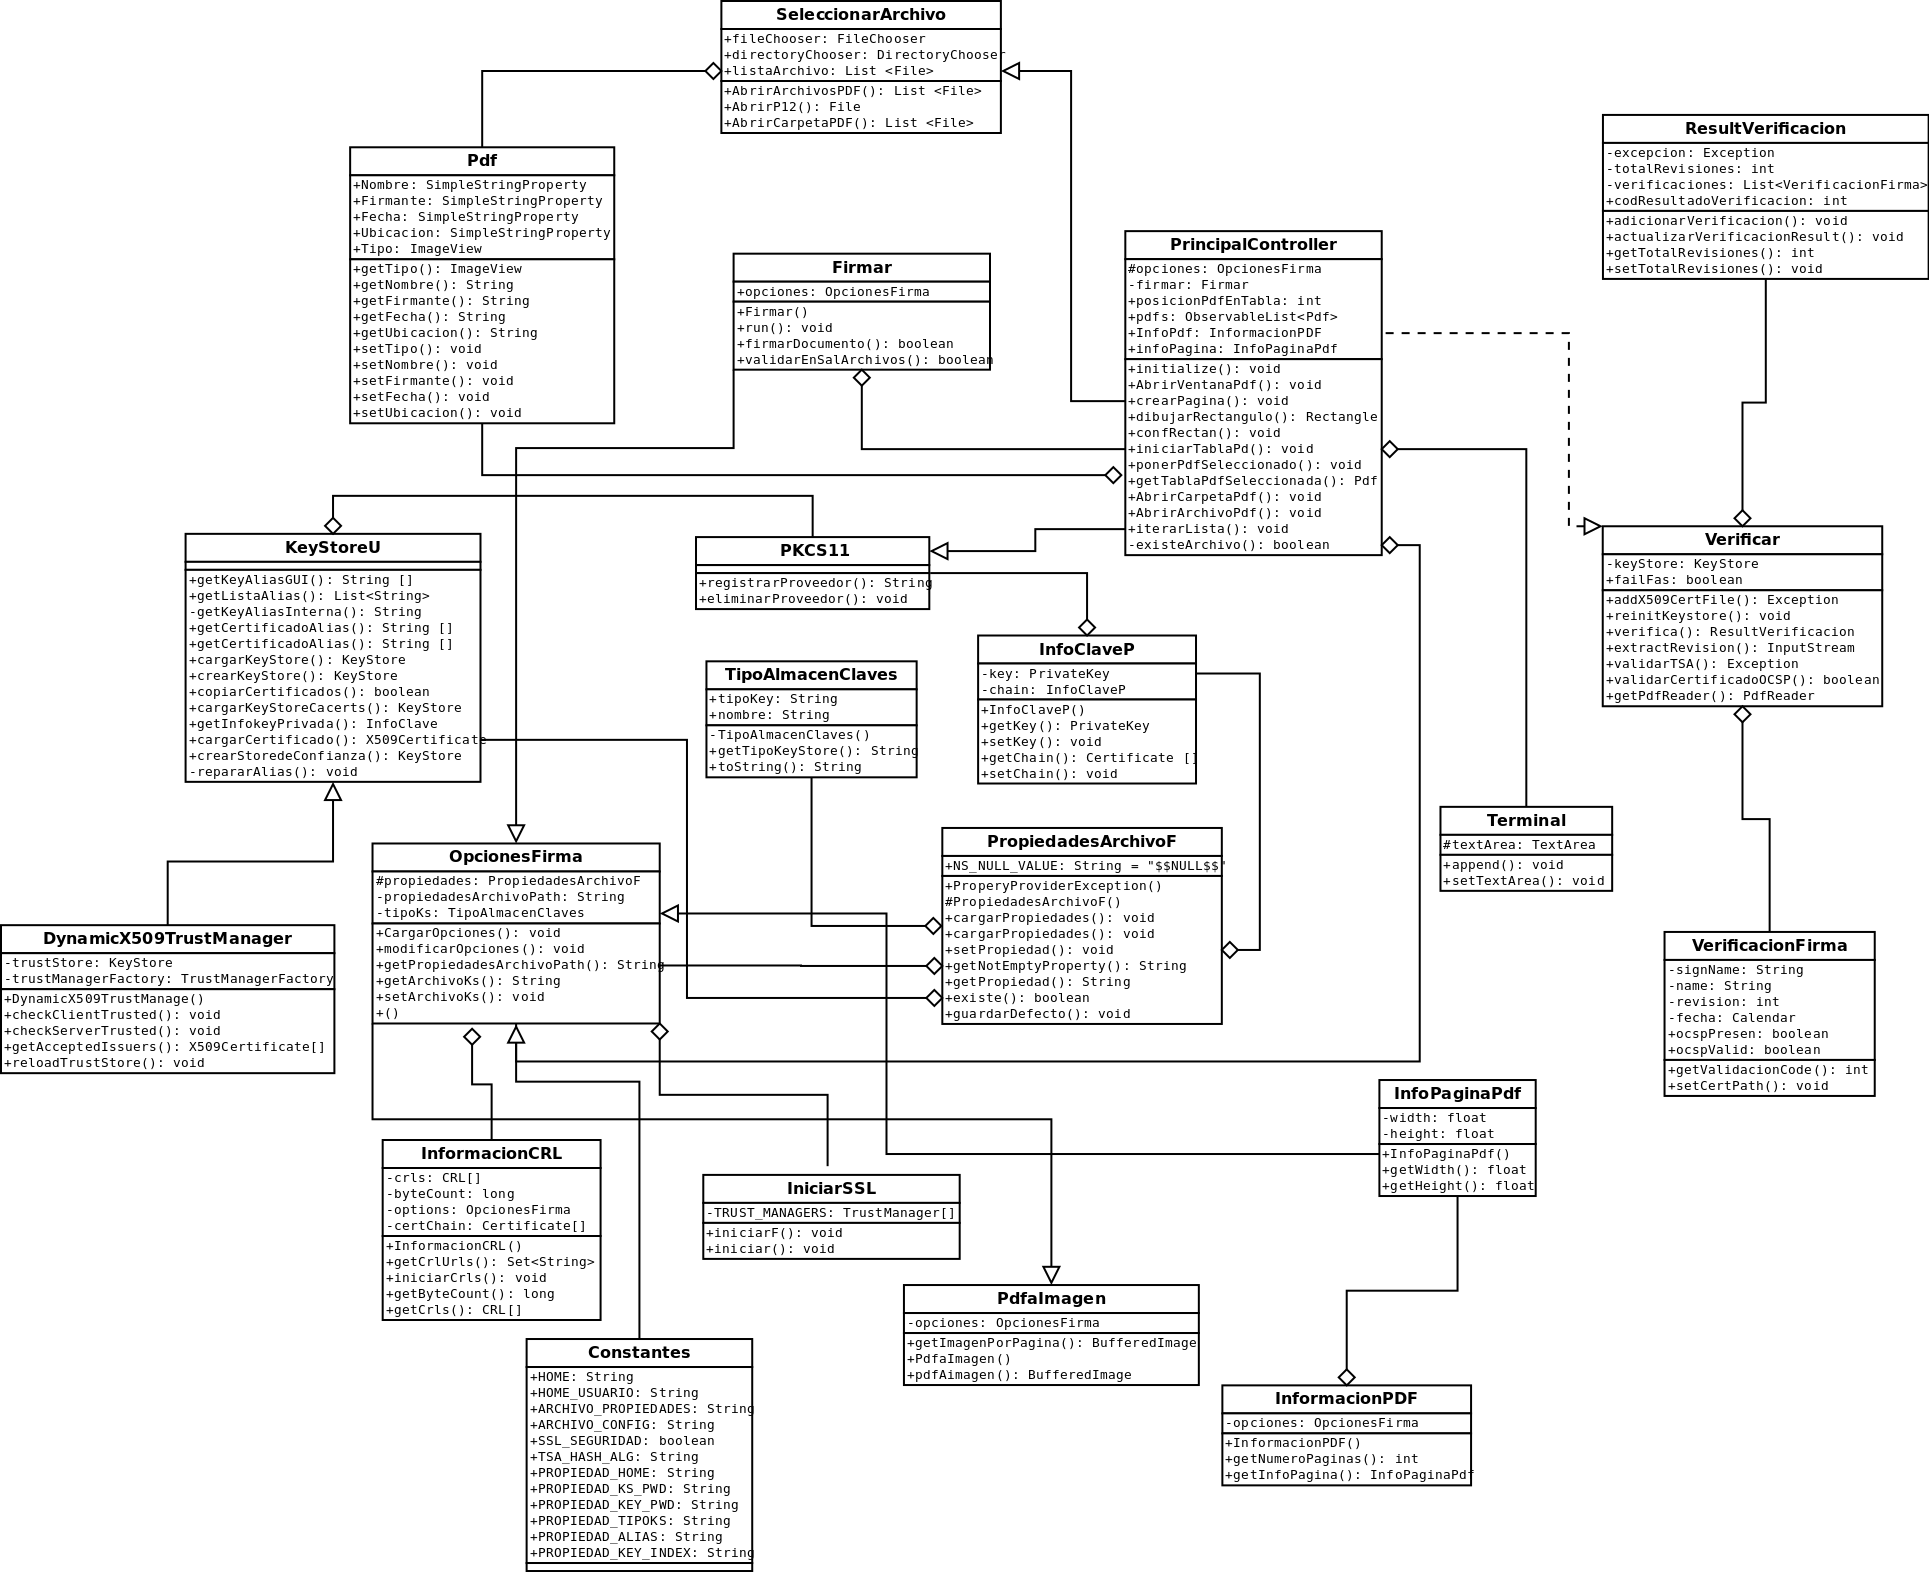 SeleccionarArchivo
+fileChooser: FileChooser
+directoryChooser: DirectoryChooser
+listaArchivo: List <File>
+AbrirArchivosPDF(): List <File>
+AbrirP12(): File
+AbrirCarpetaPDF(): List <File>
ResultVerificacion
-excepcion: Exception
-totalRevisiones: int
-verificaciones: List<VerificacionFirma>
+codResultadoVerificacion: int
+adicionarVerificacion(): void
+actualizarVerificacionResult(): void
+getTotalRevisiones(): int
+setTotalRevisiones(): void
Pdf
+Nombre: SimpleStringProperty
+Firmante: SimpleStringProperty
+Fecha: SimpleStringProperty
+Ubicacion: SimpleStringProperty
+Tipo: ImageView
+getTipo(): ImageView
+getNombre(): String
+getFirmante(): String
+getFecha(): String
+getUbicacion(): String
+setTipo(): void
+setNombre(): void
+setFirmante(): void
+setFecha(): void
+setUbicacion(): void
Firmar
+opciones: OpcionesFirma
+Firmar()
+run(): void
+firmarDocumento(): boolean
+validarEnSalArchivos(): boolean
PrincipalController
#opciones: OpcionesFirma
-firmar: Firmar
+posicionPdfEnTabla: int
+pdfs: ObservableList<Pdf>
+InfoPdf: InformacionPDF
+infoPagina: InfoPaginaPdf
+initialize(): void
+AbrirVentanaPdf(): void
+crearPagina(): void
+dibujarRectangulo(): Rectangle
+confRectan(): void
+iniciarTablaPd(): void
+ponerPdfSeleccionado(): void
+getTablaPdfSeleccionada(): Pdf
+AbrirCarpetaPdf(): void
+AbrirArchivoPdf(): void
+iterarLista(): void
-existeArchivo(): boolean
KeyStoreU
+getKeyAliasGUI(): String []
+getListaAlias(): List<String>
-getKeyAliasInterna(): String
+getCertificadoAlias(): String []
+getCertificadoAlias(): String []
+cargarKeyStore(): KeyStore
+crearKeyStore(): KeyStore
+copiarCertificados(): boolean
+cargarKeyStoreCacerts(): KeyStore
+getInfokeyPrivada(): InfoClave
+cargarCertificado(): X509Certificate
+crearStoredeConfianza(): KeyStore
-repararAlias(): void
PKCS11
+registrarProveedor(): String
+eliminarProveedor(): void
Verificar
-keyStore: KeyStore
+failFas: boolean
+addX509CertFile(): Exception
+reinitKeystore(): void
+verifica(): ResultVerificacion
+extractRevision(): InputStream
+validarTSA(): Exception
+validarCertificadoOCSP(): boolean
+getPdfReader(): PdfReader
InfoClaveP
-key: PrivateKey
-chain: InfoClaveP
+InfoClaveP()
+getKey(): PrivateKey
+setKey(): void
+getChain(): Certificate []
+setChain(): void
TipoAlmacenClaves
+tipoKey: String
+nombre: String
-TipoAlmacenClaves()
+getTipoKeyStore(): String
+toString(): String
Terminal
#textArea: TextArea
+append(): void
+setTextArea(): void
PropiedadesArchivoF
+NS_NULL_VALUE: String = "$$NULL$$"
+ProperyProviderException()
#PropiedadesArchivoF()
+cargarPropiedades(): void
+cargarPropiedades(): void
+setPropiedad(): void
+getNotEmptyProperty(): String
+getPropiedad(): String
+existe(): boolean
+guardarDefecto(): void
OpcionesFirma
#propiedades: PropiedadesArchivoF
-propiedadesArchivoPath: String
-tipoKs: TipoAlmacenClaves
+CargarOpciones(): void
+modificarOpciones(): void
+getPropiedadesArchivoPath(): String
+getArchivoKs(): String
+setArchivoKs(): void
+()
DynamicX509TrustManager
-trustStore: KeyStore
-trustManagerFactory: TrustManagerFactory
+DynamicX509TrustManage()
+checkClientTrusted(): void
+checkServerTrusted(): void
+getAcceptedIssuers(): X509Certificate[]
+reloadTrustStore(): void
VerificacionFirma
-signName: String
-name: String
-revision: int
-fecha: Calendar
+ocspPresen: boolean
+ocspValid: boolean
+getValidacionCode(): int
+setCertPath(): void
InfoPaginaPdf
-width: float
-height: float
+InfoPaginaPdf()
+getWidth(): float
+getHeight(): float
InformacionCRL
-crls: CRL[]
-byteCount: long
-options: OpcionesFirma
-certChain: Certificate[]
+InformacionCRL()
+getCrlUrls(): Set<String>
+iniciarCrls(): void
+getByteCount(): long
+getCrls(): CRL[]
IniciarSSL
-TRUST_MANAGERS: TrustManager[]
+iniciarF(): void
+iniciar(): void
PdfaImagen
-opciones: OpcionesFirma
+getImagenPorPagina(): BufferedImage
+PdfaImagen()
+pdfAimagen(): BufferedImage
Constantes
+HOME: String
+HOME_USUARIO: String
+ARCHIVO_PROPIEDADES: String
+ARCHIVO_CONFIG: String
+SSL_SEGURIDAD: boolean
+TSA_HASH_ALG: String
+PROPIEDAD_HOME: String
+PROPIEDAD_KS_PWD: String
+PROPIEDAD_KEY_PWD: String
+PROPIEDAD_TIPOKS: String
+PROPIEDAD_ALIAS: String
+PROPIEDAD_KEY_INDEX: String
InformacionPDF
-opciones: OpcionesFirma
+InformacionPDF()
+getNumeroPaginas(): int
+getInfoPagina(): InfoPaginaPdf